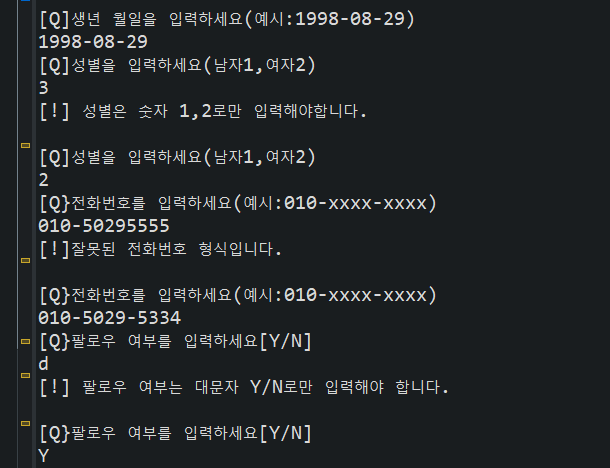 [Q]생년 월일을 입력하세요(예시:1998-08-29)
1998-08-29
[Q]성별을 입력하세요(남자1,여자2)
3
[!] 성별은 숫자 1,2로만 입력해야합니다.
[Q]성별을 입력하세요(남자1,여자2)
2
[Q}전화번호를 입력하세요(예시:010-xxxx-xxxx)
010-50295555
[!]잘못된 전화번호 형식입니다.
[Q}전화번호를 입력하세요(예시:010-xxxx-xxxx)
010-5029-5334
[Q}팔로우 여부를 입력하세요[Y/N]
d
[!] 팔로우 여부는 대문자 Y/N로만 입력해야 합니다.
[Q}팔로우 여부를 입력하세요[Y/N]
Y